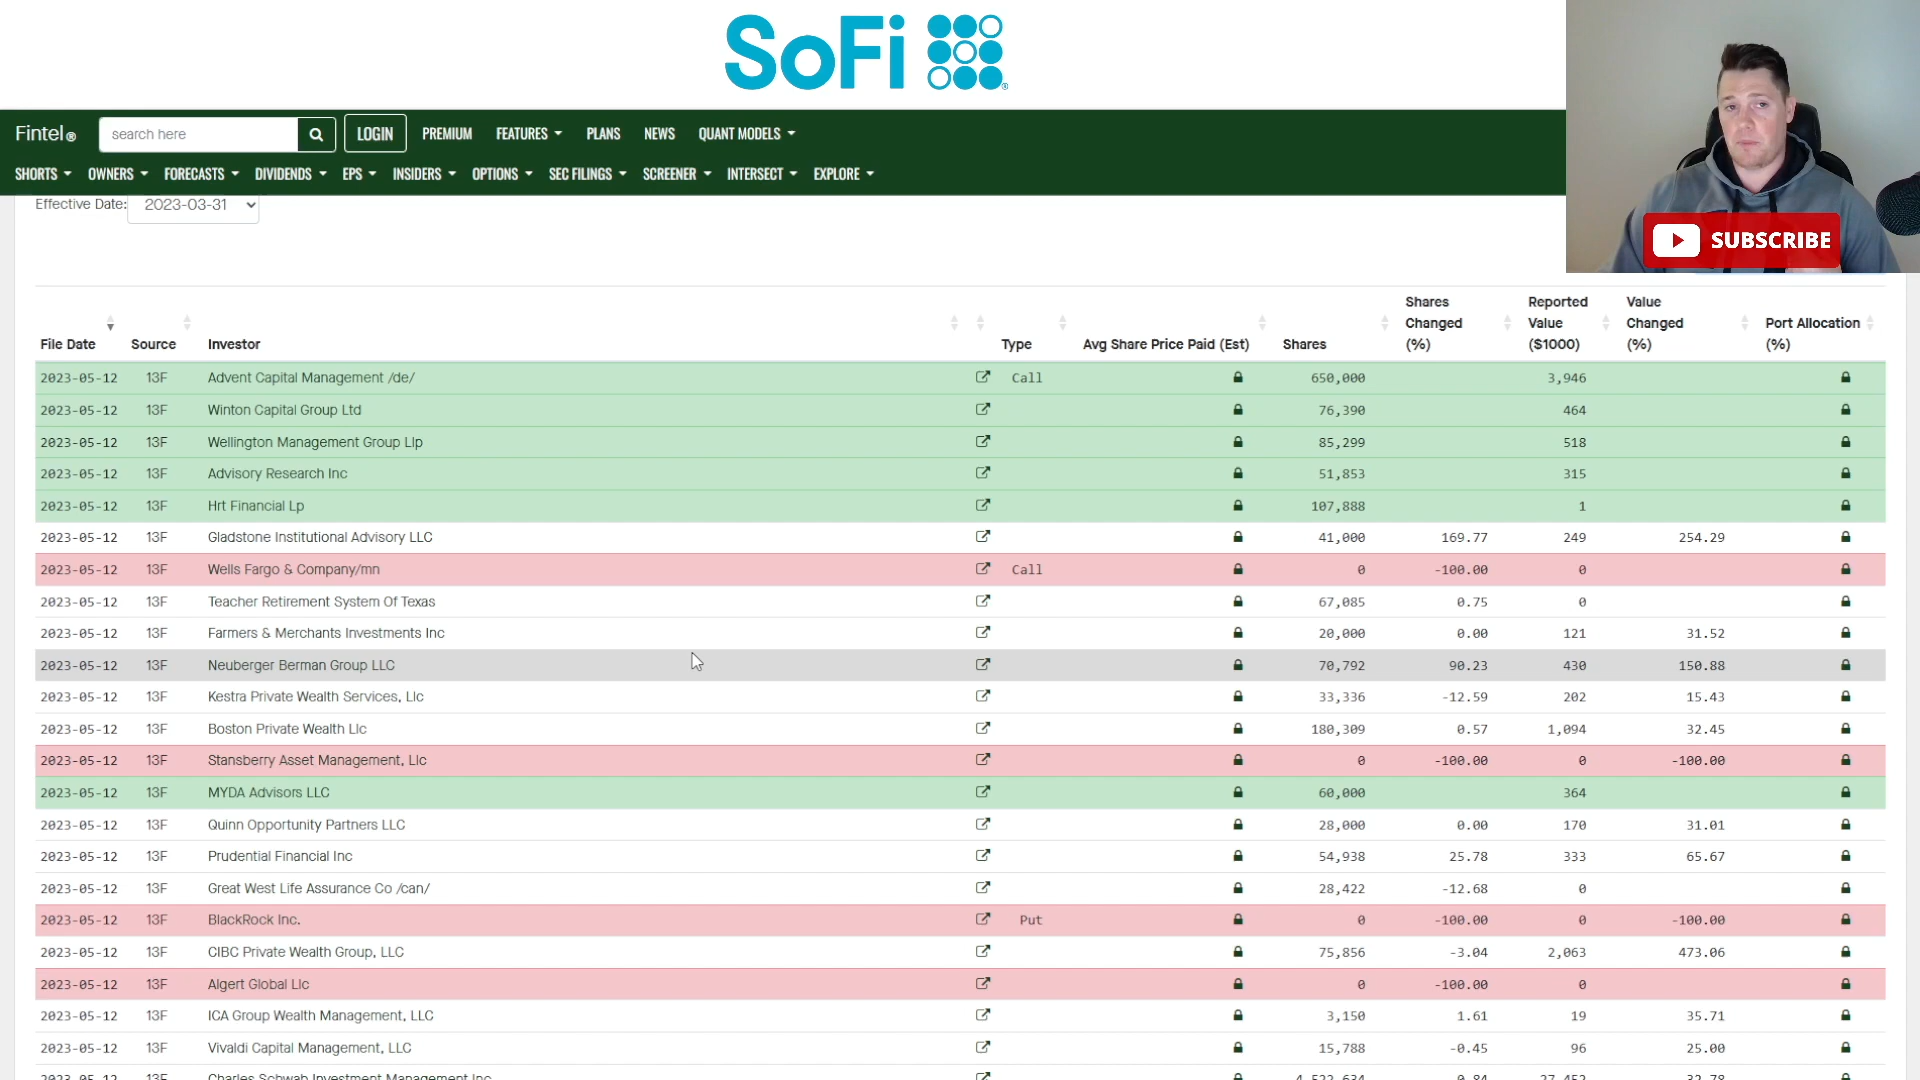 SoFi
Fintel® search here LOGIN PREMIUM FEATURES PLANS NEWS QUANT MODELS
SHORTS OWNERS FORECASTS DIVIDENDS EPS INSIDERS OPTIONS SEC FILINGS SCREENER INTERSECT EXPLORE
SUBSCRIBE
Effective Date: 2023-03-31
File Date Source Investor Type Avg Share Price Paid (Est) Shares Shares Changed (%) Reported Value ($1000) Value Changed (%) Port Allocation (%)
2023-05-12 13F Advent Capital Management /de/ Call 650,000 3,946
2023-05-12 13F Winton Capital Group Ltd 76,390 464
2023-05-12 13F Wellington Management Group Llp 85,299 518
2023-05-12 13F Advisory Research Inc 51,853 315
2023-05-12 13F Hrt Financial Lp 107,888 1
2023-05-12 13F Gladstone Institutional Advisory LLC 41,000 169.77 249 254.29
2023-05-12 13F Wells Fargo & Company/mn Call 0 -100.00 0
2023-05-12 13F Teacher Retirement System Of Texas 67,085 0.75 0
2023-05-12 13F Farmers & Merchants Investments Inc 20,000 0.00 121 31.52
2023-05-12 13F Neuberger Berman Group LLC 70,792 90.23 430 150.88
2023-05-12 13F Kestra Private Wealth Services, Llc 33,336 -12.59 202 15.43
2023-05-12 13F Boston Private Wealth Llc 180,309 0.57 1,094 32.45
2023-05-12 13F Stansberry Asset Management, Llc 0 -100.00 0 -100.00
2023-05-12 13F MYDA Advisors LLC 60,000 364
2023-05-12 13F Quinn Opportunity Partners LLC 28,000 0.00 170 31.01
2023-05-12 13F Prudential Financial Inc 54,938 25.78 333 65.67
2023-05-12 13F Great West Life Assurance Co /can/ 28,422 -12.68 0
2023-05-12 13F BlackRock Inc. Put 0 -100.00 0 -100.00
2023-05-12 13F CIBC Private Wealth Group, LLC 75,856 -3.04 2,063 473.06
2023-05-12 13F Algert Global Llc 0 -100.00 0
2023-05-12 13F ICA Group Wealth Management, LLC 3,150 1.61 19 35.71
2023-05-12 13F Vivaldi Capital Management, LLC 15,788 -0.45 96 25.00
2023-05-12 13F Charles Schwab Investment Management Inc 4,522,634 0.84 27,452 32.78